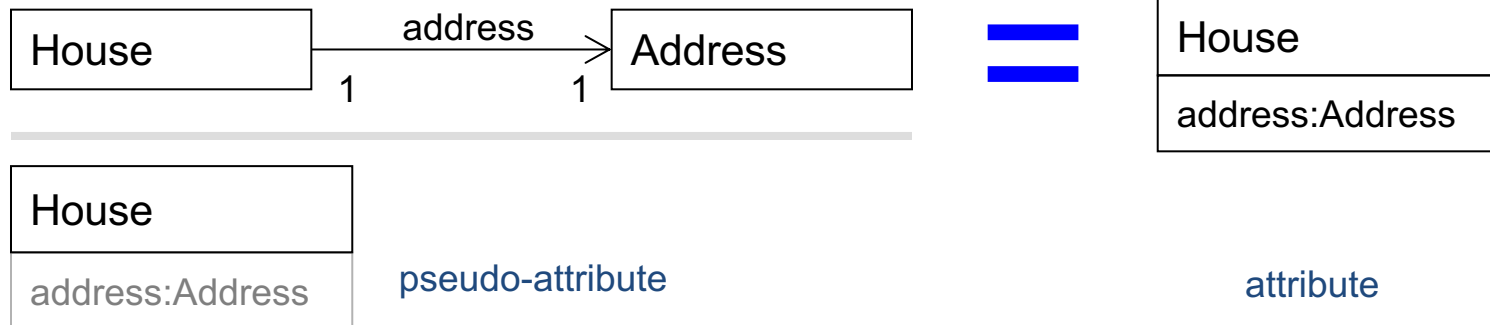 House
address
1
1
Address
=
House
address:Address
House
address:Address
pseudo-attribute
attribute